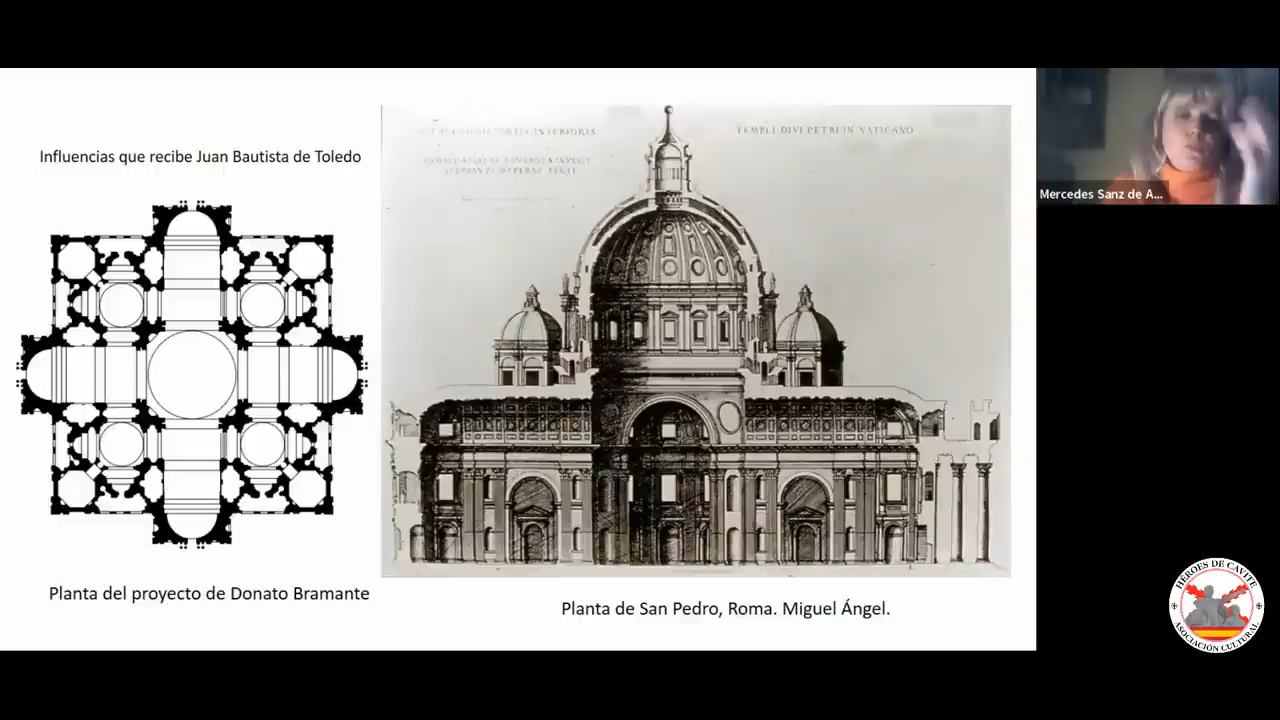 Influencias que recibe Juan Bautista de Toledo
TEMPLI DIVI PETRI IN VATICANO
Planta del proyecto de Donato Bramante
Planta de San Pedro, Roma. Miguel Ángel.
Mercedes Sanz de A...
HÉROES DE CAVITE
ASOCIACIÓN CULTURAL